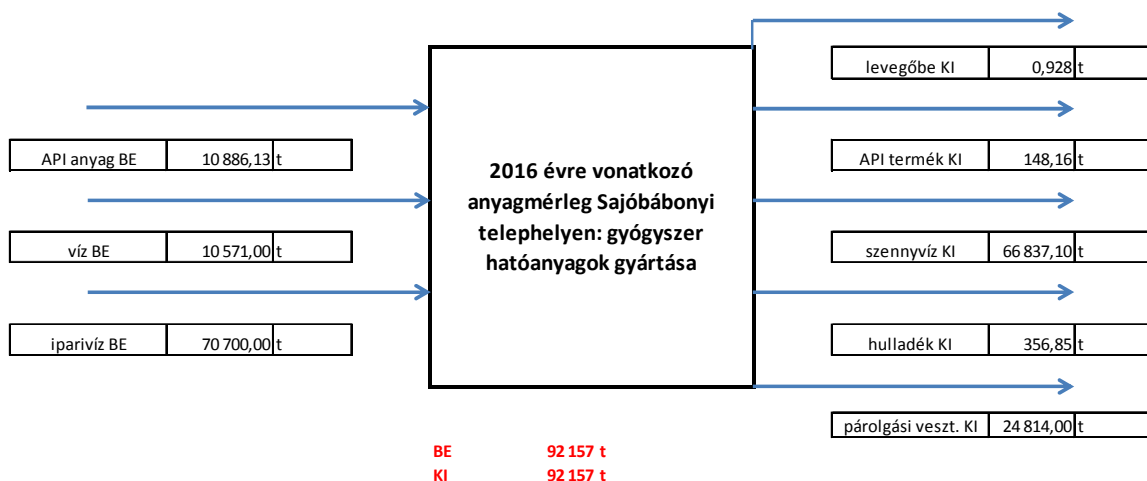 levegőbe KI 0,928 t
API anyag BE 10 886,13 t
API termék KI 148,16 t
2016 évre vonatkozó
anyagmérleg Sajóbábonyi
telephelyen: gyógyszer
hatóanyagok gyártása
víz BE 10 571,00 t
szennyvíz KI 66 837,10 t
iparivíz BE 70 700,00 t
hulladék KI 356,85 t
párolgási veszt. KI 24 814,00 t
BE 92 157 t
KI 92 157 t